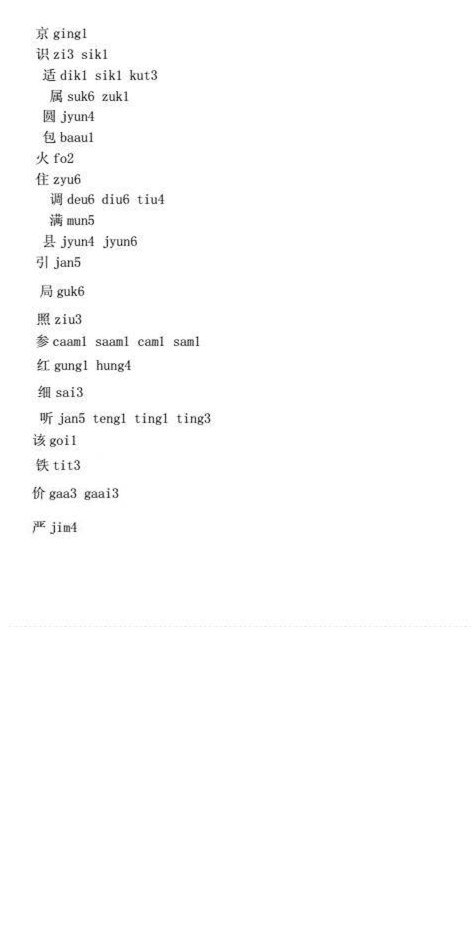 京 ging1
识 zi3 sik1
适 dik1 sik1 kut3
属 suk6 zuk1
圆 jyun4
包 baau1
火 fo2
住 zyu6
调 deu6 diu6 tiu4
满 mun5
县 jyun4 jyun6
引 jan5
局 guk6
照 ziu3
参 caam1 saam1 cam1 sam1
红 gung1 hung4
细 sai3
听 jan5 teng1 ting1 ting3
该 goi1
铁 tit3
价 gaa3 gaai3
严 jim4